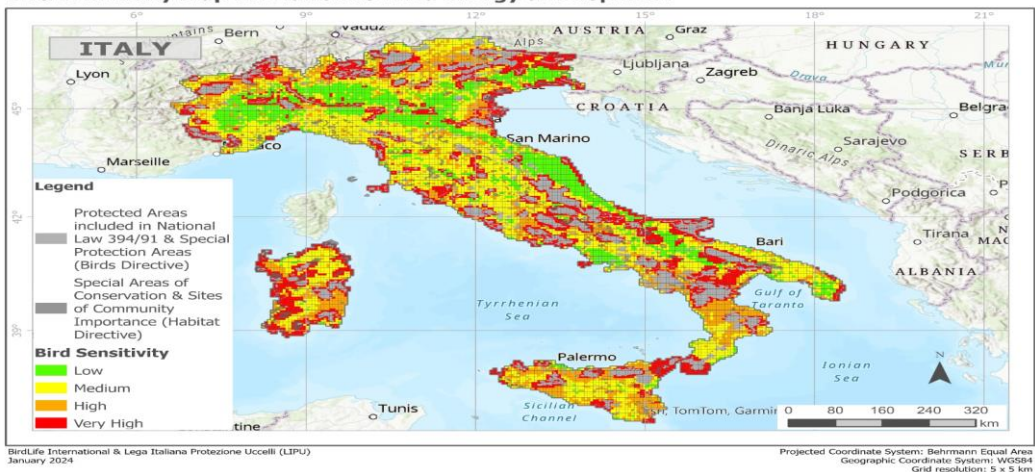 6°
9°
12°
15°
18°
21°
ITALY
Bern
Vaduz
Alps
AUSTRIA
Graz
HUNGARY
Lyon
Ljubljana
Zagreb
Drava
45°
CROATIA
Banja Luka
Belgra
San Marino
Sarajevo
Dinaric Alps
SERB
Marseille
Legend
Protected Areas
included in National
Law 394/91 & Special
Protection Areas
(Birds Directive)
Special Areas of
Conservation & Sites
of Community
Importance (Habitat
Directive)
Bird Sensitivity
Low
Medium
High
Very High
Podgorica
42°
Tirana
MAC
Bari
ALBANIA
Gulf of
Taranto
Tyrrhenian
Sea
39°
Palermo
Ionian
Sea
N
Sicilian
Channel
Tunis
TomTom, Garmin
0 80 160 240 320
km
BirdLife International & Lega Italiana Protezione Uccelli (LIPU)
January 2024
Projected Coordinate System: Behrmann Equal Area
Geographic Coordinate System: WGS84
Grid resolution: 5 x 5 km